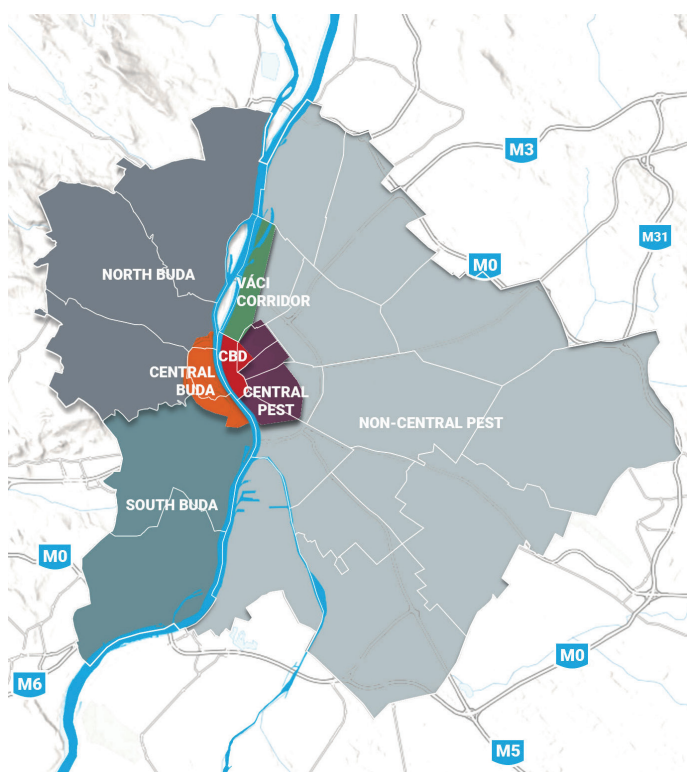 M3
M31
M0
NORTH BUDA
VÁCI
CORRIDOR
CBD
CENTRAL
BUDA
CENTRAL
PEST
NON-CENTRAL PEST
SOUTH BUDA
M0
M0
M6
M5